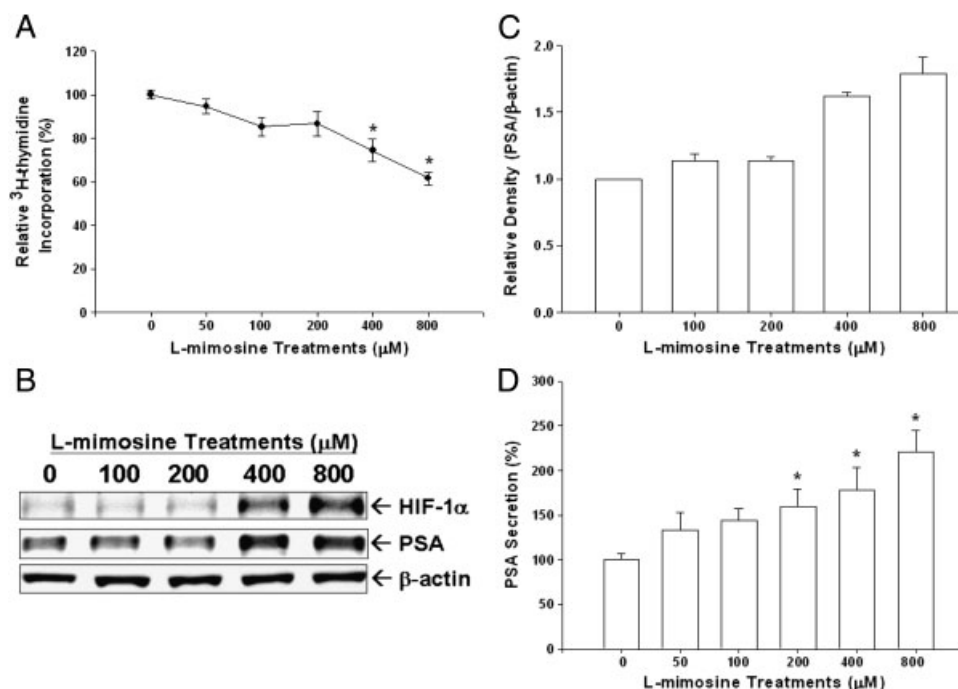 A
Relative ³H-thymidine
Incorporation (%)
120
100
80
60
40
20
0
*
*
0 50 100 200 400 800
L-mimosine Treatments (µM)
B
L-mimosine Treatments (µM)
0 100 200 400 800
← HIF-1α
← PSA
← β-actin
C
Relative Density (PSA/β-actin)
2.0
1.5
1.0
0.5
0.0
0 100 200 400 800
L-mimosine Treatments (µM)
D
PSA Secretion (%)
300
250
200
150
100
50
0
*
*
*
0 50 100 200 400 800
L-mimosine Treatments (µM)